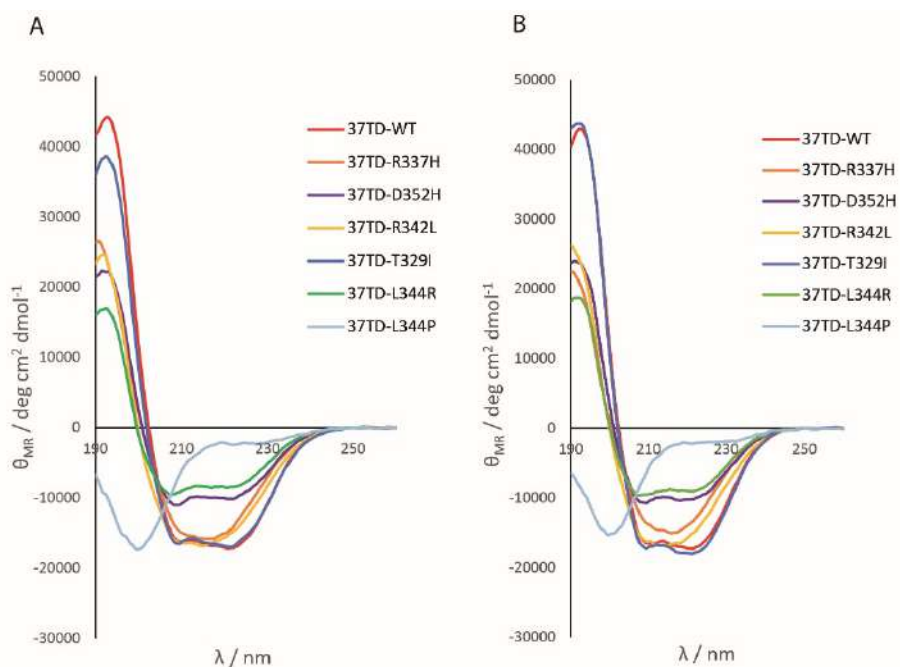 A
50000
40000
30000
20000
10000
0
-10000
-20000
-30000
190
210
230
250
θMR / deg cm² dmol⁻¹
λ / nm
37TD-WT
37TD-R337H
37TD-D352H
37TD-R342L
37TD-T329I
37TD-L344R
37TD-L344P
B
50000
40000
30000
20000
10000
0
-10000
-20000
-30000
190
210
230
250
θMR / deg cm² dmol⁻¹
λ / nm
37TD-WT
37TD-R337H
37TD-D352H
37TD-R342L
37TD-T329I
37TD-L344R
37TD-L344P